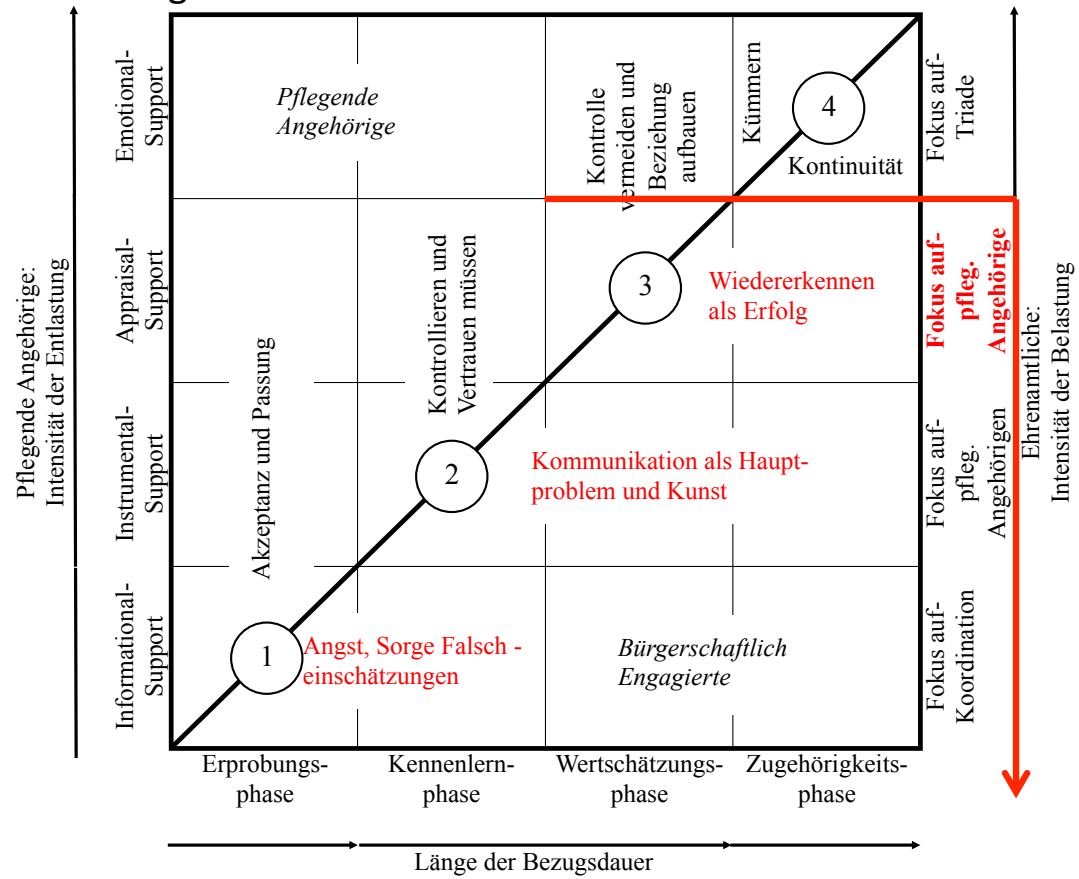 Pflegende Angehörige:
Intensität der Entlastung
Emotional-
Support
Appraisal-
Support
Instrumental-
Support
Informational-
Support
Pflegende
Angehörige
Kontrolle
vermeiden und
Beziehung
aufbauen
Kümmern
4
Kontinuität
Kontrollieren und
Vertrauen müssen
3
Wiedererkennen
als Erfolg
Akzeptanz und Passung
2
Kommunikation als Haupt-
problem und Kunst
1
Angst, Sorge Falsch -
einschätzungen
Bürgerschaftlich
Engagierte
Fokus auf-
Triade
Fokus auf-
pfleg.
Angehörige
Fokus auf-
pfleg.
Angehörigen
Fokus auf-
Koordination
Ehrenamtliche:
Intensität der Belastung
Erprobungs-
phase
Kennenlern-
phase
Wertschätzungs-
phase
Zugehörigkeits-
phase
Länge der Bezugsdauer